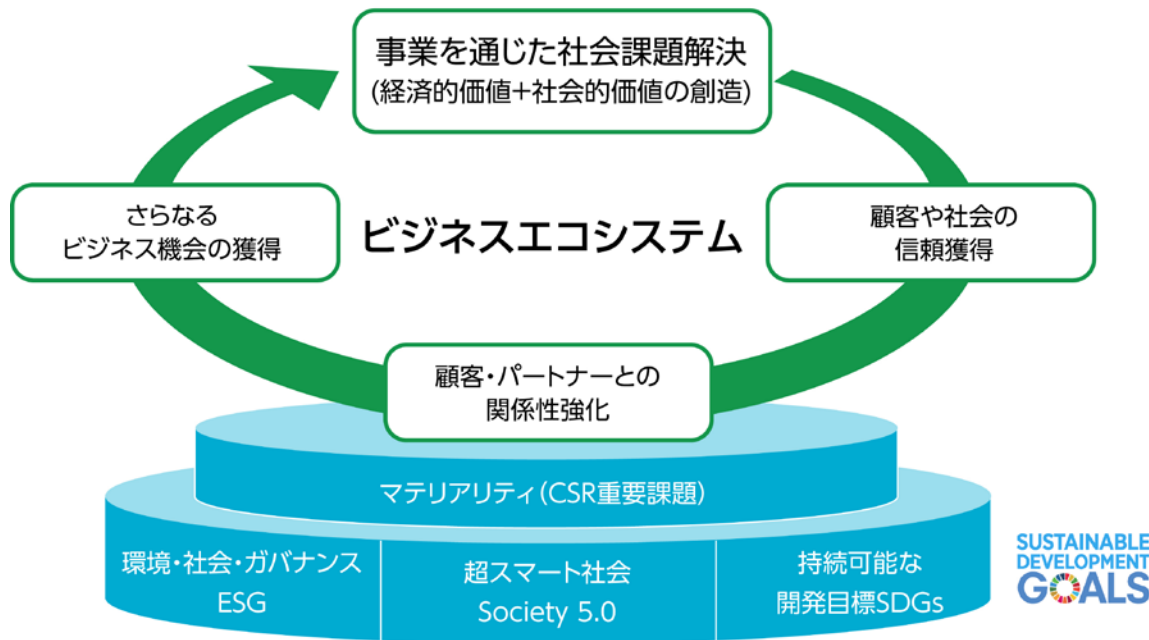 事業を通じた社会課題解決
(経済的価値+社会的価値の創造)
さらなる
ビジネス機会の獲得
ビジネスエコシステム
顧客や社会の
信頼獲得
顧客・パートナーとの
関係性強化
マテリアリティ(CSR重要課題)
環境・社会・ガバナンス
ESG
超スマート社会
Society 5.0
持続可能な
開発目標SDGs
SUSTAINABLE
DEVELOPMENT
GOALS